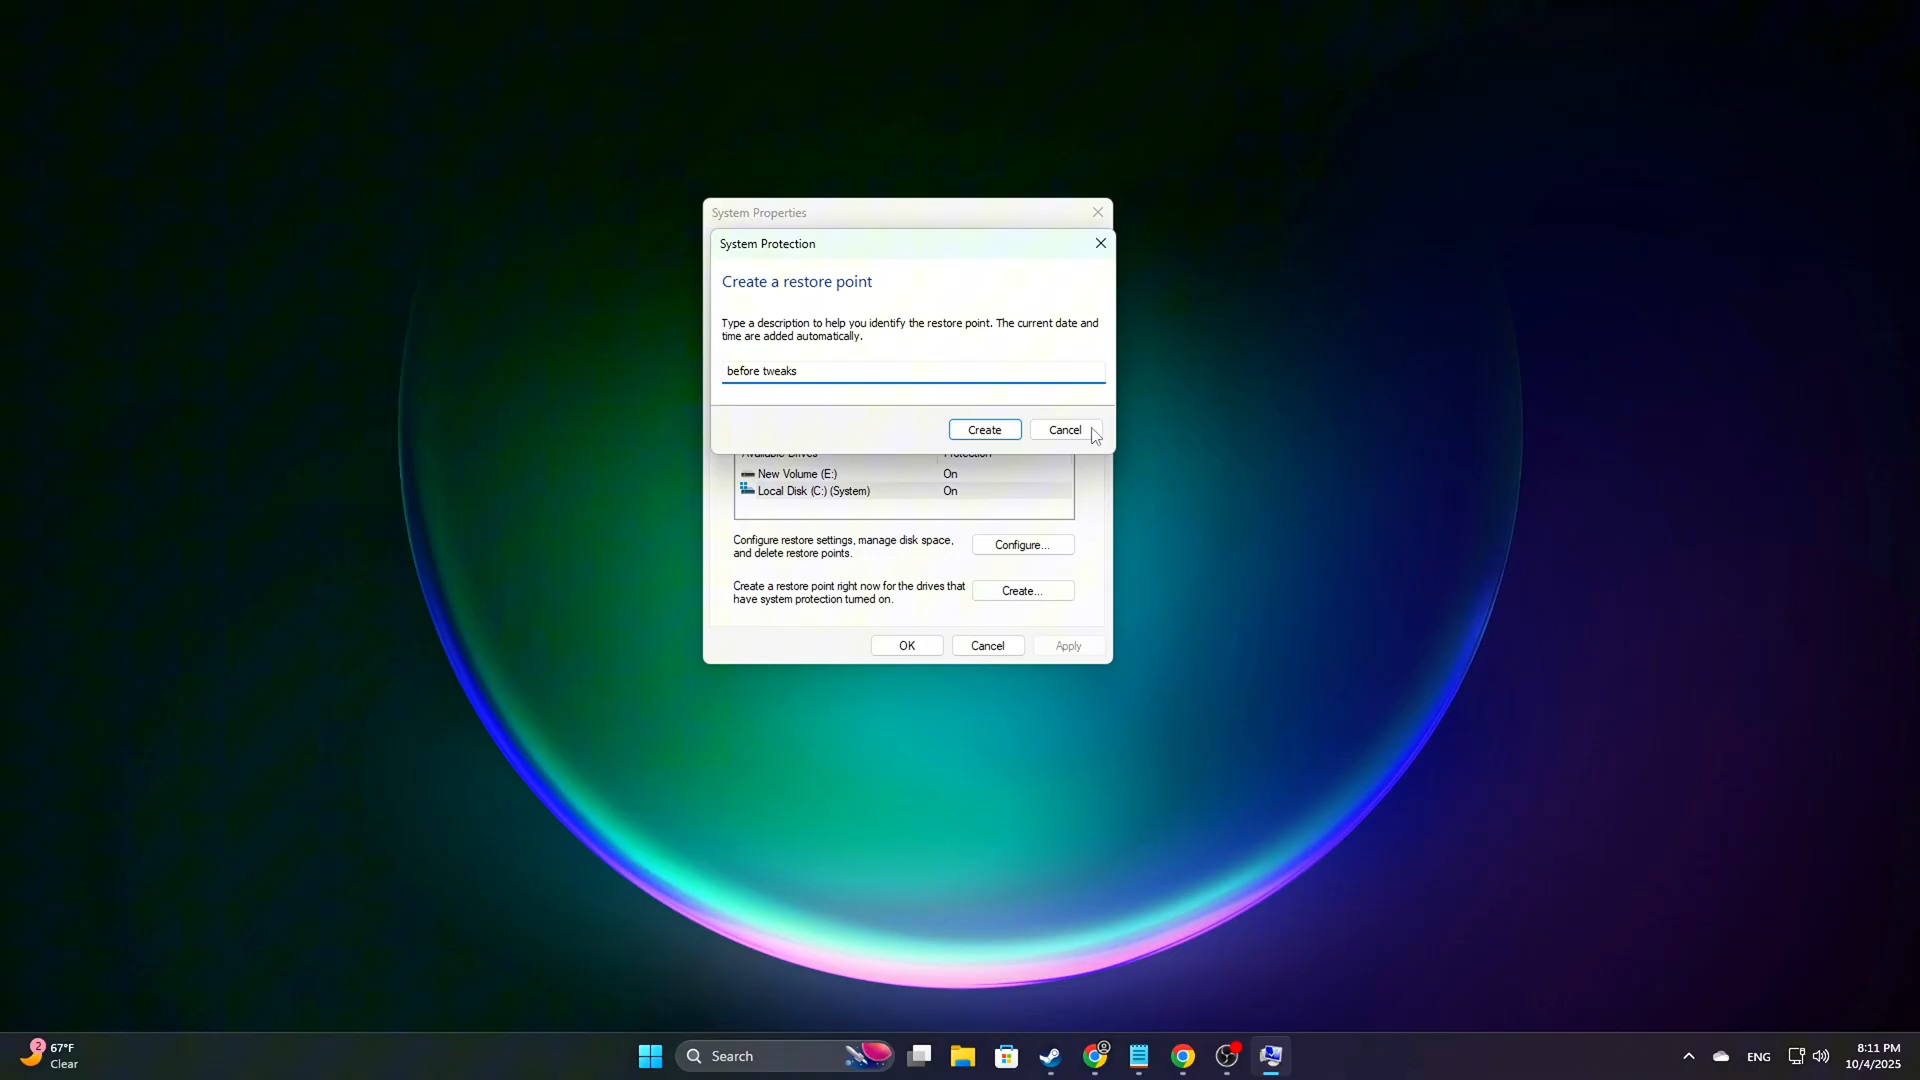 System Properties
System Protection
Create a restore point
Type a description to help you identify the restore point. The current date and
time are added automatically.
before tweaks
Create
Cancel
Available Drives
Protection
New Volume (E:)
On
Local Disk (C:) (System)
On
Configure restore settings, manage disk space,
and delete restore points.
Configure...
Create a restore point right now for the drives that
have system protection turned on.
Create...
OK
Cancel
Apply
2
67°F
Clear
Search
ENG
8:11 PM
10/4/2025